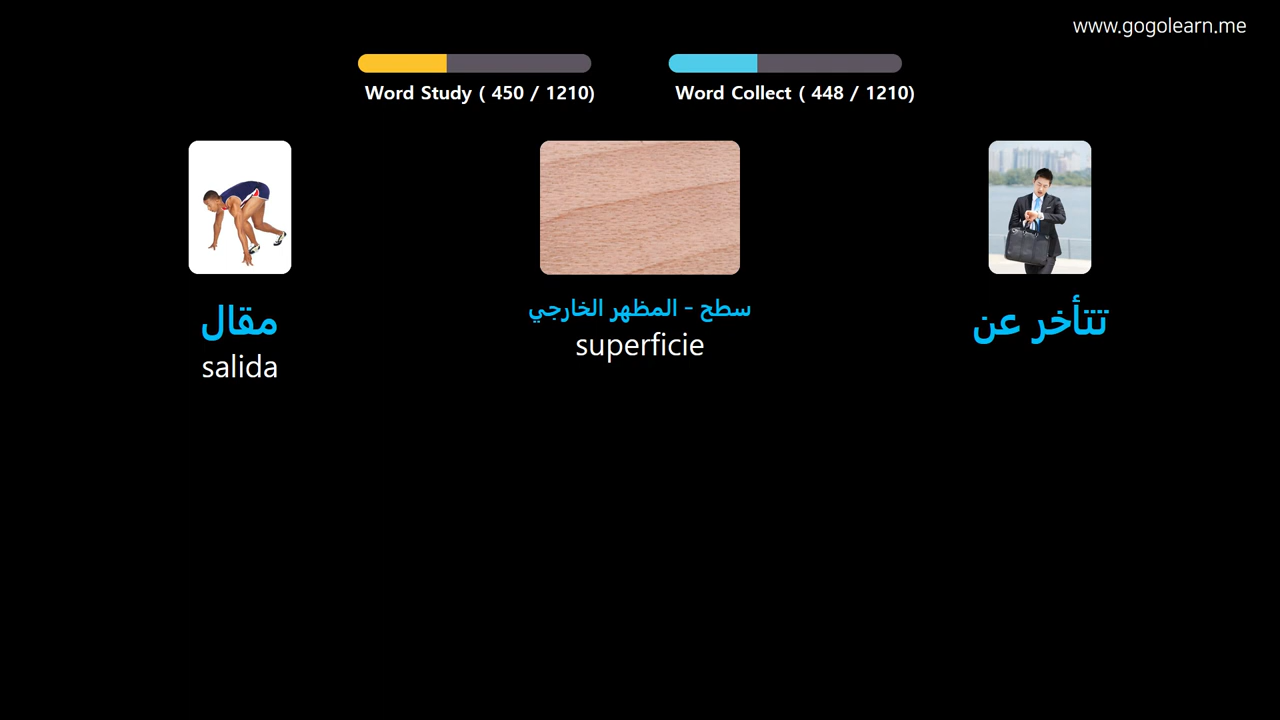 www.gogolearn.me
Word Study ( 450 / 1210)
Word Collect ( 448 / 1210)
مقال
salida
سطح - المظهر الخارجي
superficie
تتأخر عن